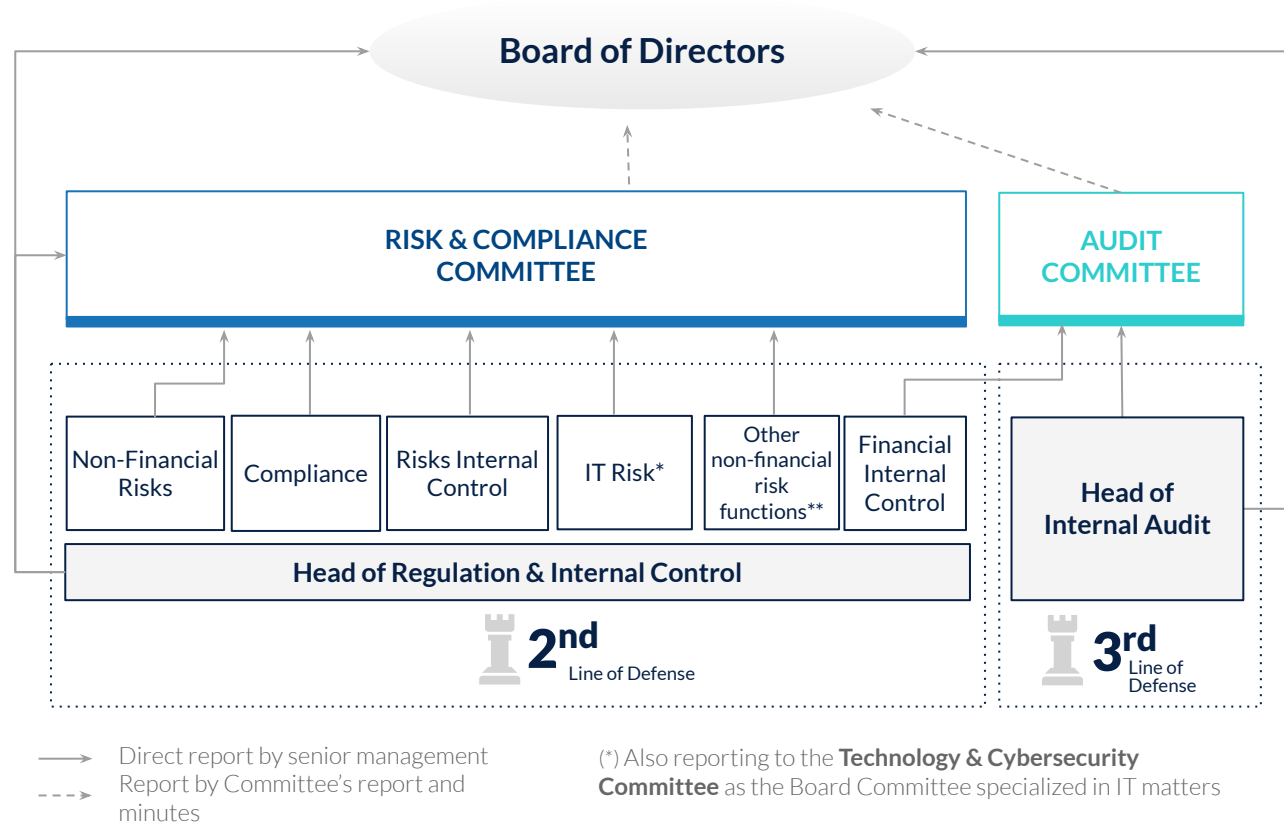 Board of Directors
RISK & COMPLIANCE
COMMITTEE
AUDIT
COMMITTEE
Non-Financial
Risks
Compliance
Risks Internal
Control
IT Risk*
Other
non-financial
risk
functions**
Financial
Internal
Control
Head of
Internal Audit
Head of Regulation & Internal Control
2nd
Line of Defense
3rd
Line of
Defense
Direct report by senior management
Report by Committee’s report and
minutes
(*) Also reporting to the Technology & Cybersecurity
Committee as the Board Committee specialized in IT matters